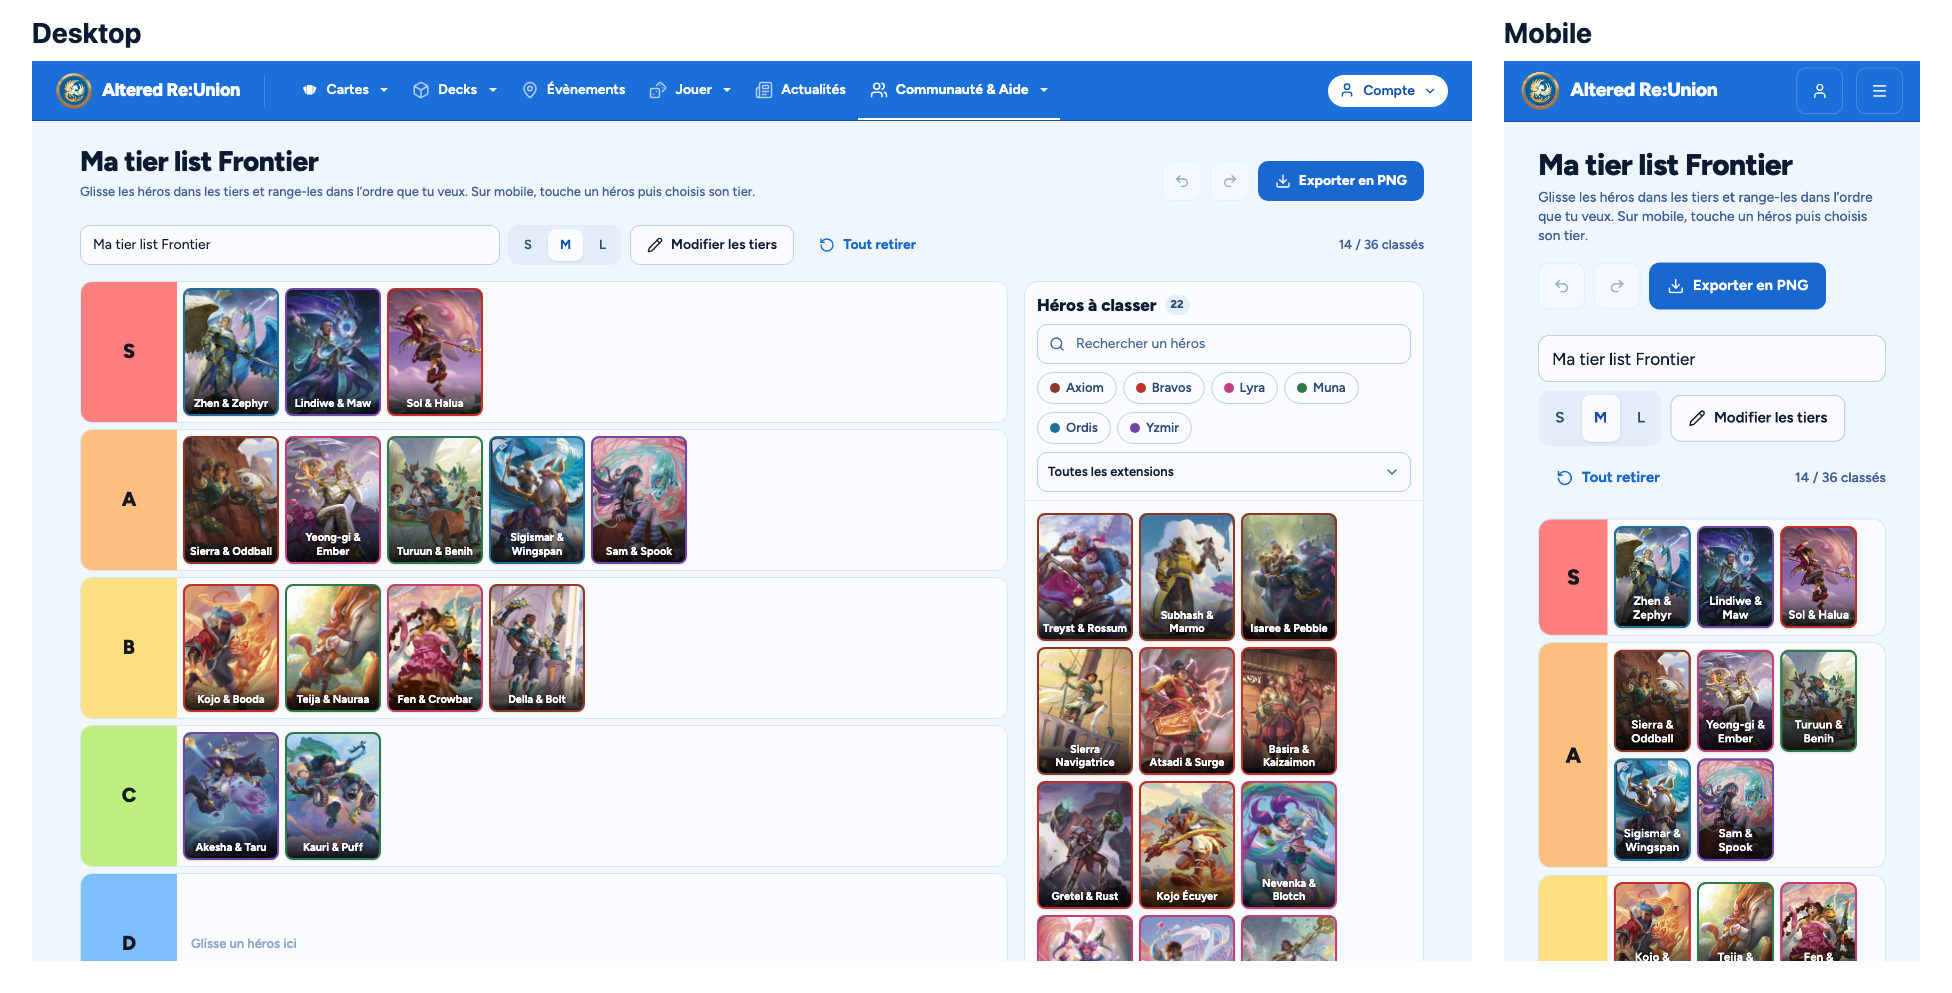 Desktop
Altered Re:Union
Cartes
Decks
Évènements
Jouer
Actualités
Communauté & Aide
Compte
Ma tier list Frontier
Glisse les héros dans les tiers et range-les dans l'ordre que tu veux. Sur mobile, touche un héros puis choisis son tier.
Exporter en PNG
Ma tier list Frontier
S M L
Modifier les tiers
Tout retirer
14 / 36 classés
S
Zhen & Zephyr
Lindiwe & Maw
Sol & Halua
A
Sierra & Oddball
Yeong-gi &
Ember
Turuun & Benih
Sigismar &
Wingspan
Sam & Spook
B
Kojo & Booda
Teija & Nauraa
Fen & Crowbar
Della & Bolt
C
Akesha & Taru
Kauri & Puff
D
Glisse un héros ici
Héros à classer 22
Rechercher un héros
Axiom
Bravos
Lyra
Muna
Ordis
Yzmir
Toutes les extensions
Treyst & Rossum
Subhash &
Marmo
Isaree & Pebble
Sierra
Navigatrice
Atsadi & Surge
Basira &
Kaizaimon
Gretel & Rust
Kojo Écuyer
Nevenka &
Blotch
Mobile
Altered Re:Union
Ma tier list Frontier
Glisse les héros dans les tiers et range-les dans l'ordre
que tu veux. Sur mobile, touche un héros puis choisis
son tier.
Exporter en PNG
Ma tier list Frontier
S M L
Modifier les tiers
Tout retirer
14 / 36 classés
S
Zhen &
Zephyr
Lindiwe &
Maw
Sol & Halua
A
Sierra &
Oddball
Yeong-gi &
Ember
Turuun &
Benih
Sigismar &
Wingspan
Sam &
Spook
Kojo &
Teija &
Fen &